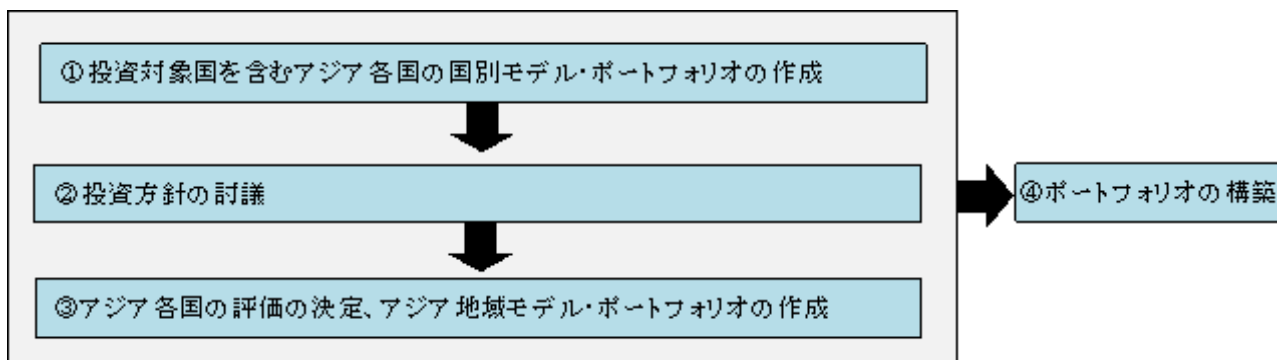 ①投資対象国を含むアジア各国の国別モデル・ポートフォリオの作成
②投資方針の討議
③アジア各国の評価の決定、アジア地域モデル・ポートフォリオの作成
④ポートフォリオの構築